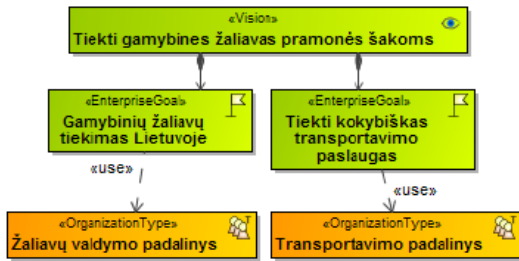 «Vision»
Tiekti gamybines žaliavas pramonės šakoms
«EnterpriseGoal»
Gamybinių žaliavų
tiekimas Lietuvoje
«EnterpriseGoal»
Tiekti kokybiškas
transportavimo
paslaugas
«use»
«use»
«OrganizationType»
Žaliavų valdymo padalinys
«OrganizationType»
Transportavimo padalinys